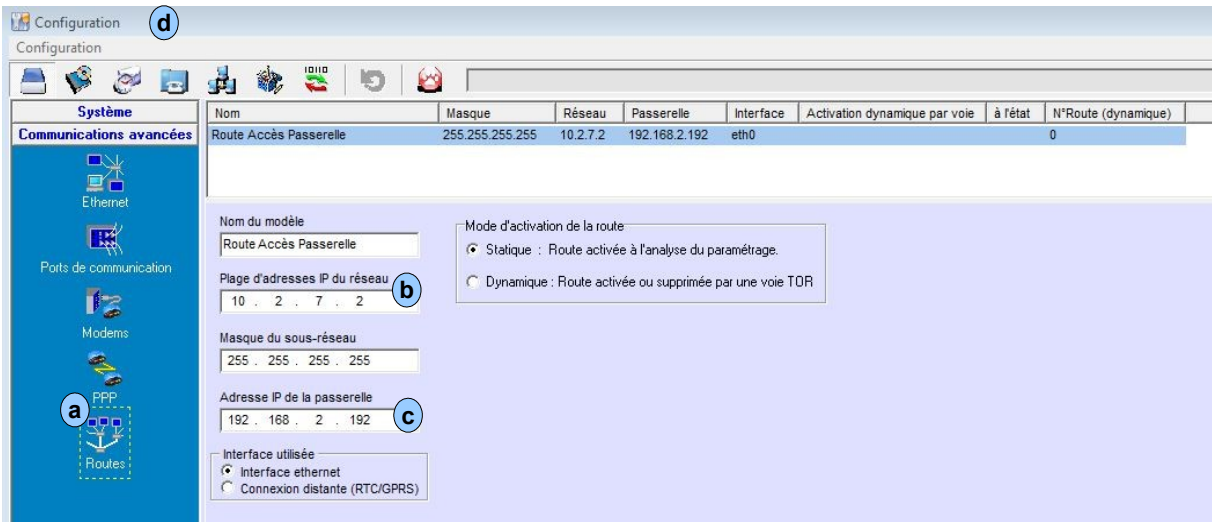 Configuration d
Configuration
Système
Communications avancées
Nom Masque Réseau Passerelle Interface Activation dynamique par voie à l'état N°Route (dynamique)
Route Accès Passerelle 255.255.255.255 10.2.7.2 192.168.2.192 eth0 0
Ethernet
Ports de communication
Modems
PPP
a
Routes
Nom du modèle
Route Accès Passerelle
Plage d'adresses IP du réseau
10 . 2 . 7 . 2 b
Masque du sous-réseau
255 . 255 . 255 . 255
Adresse IP de la passerelle
192 . 168 . 2 . 192 c
Interface utilisée
Interface ethernet
Connexion distante (RTC/GPRS)
Mode d'activation de la route
Statique : Route activée à l'analyse du paramétrage.
Dynamique : Route activée ou supprimée par une voie TOR